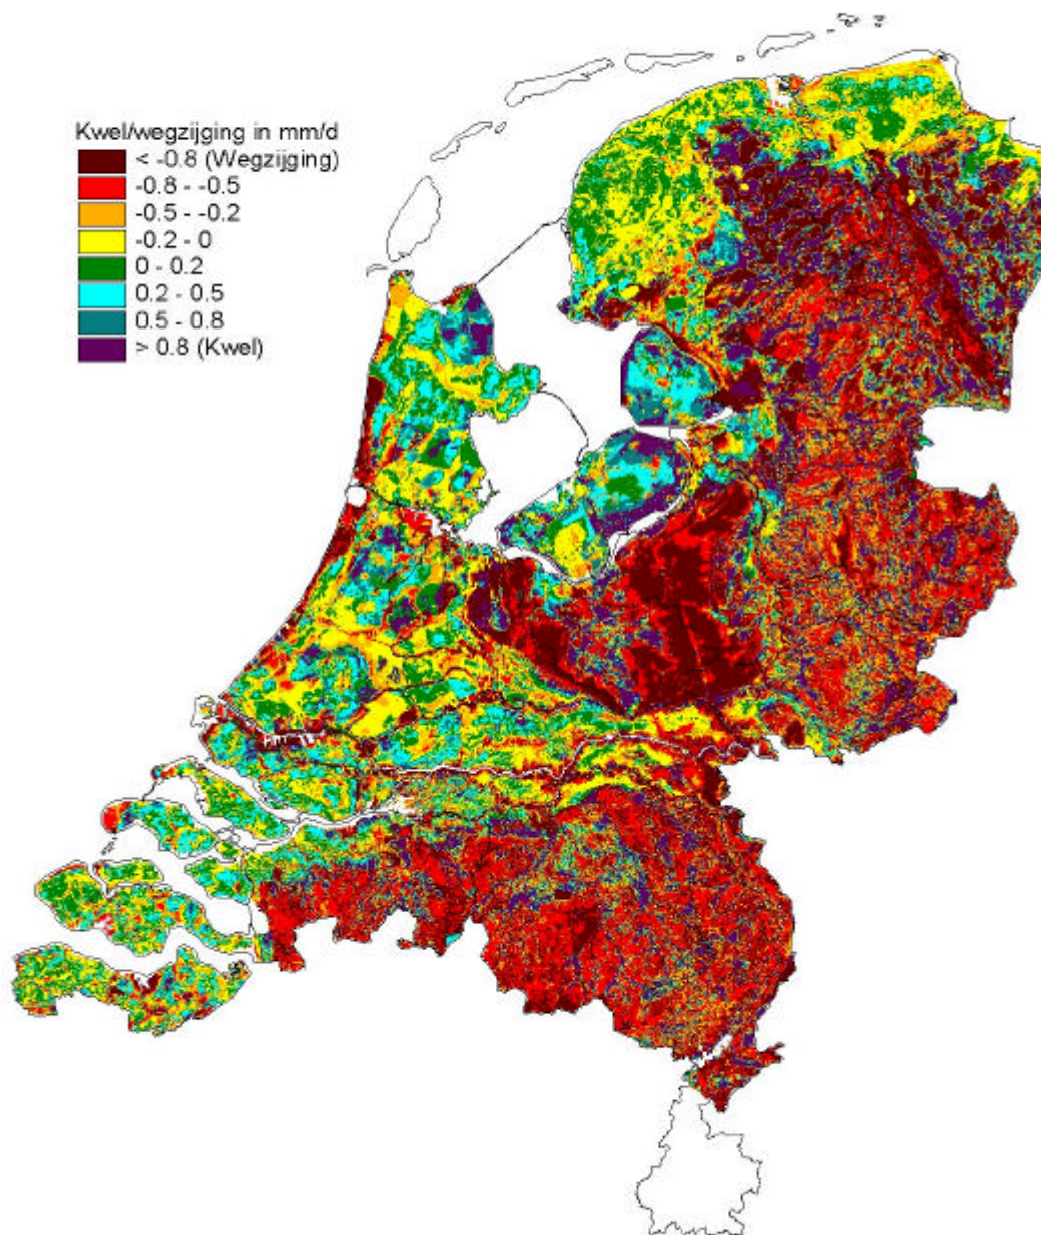 Kwel/wegzijging in mm/d
< -0.8 (Wegzijging)
-0.8 - -0.5
-0.5 - -0.2
-0.2 - 0
0 - 0.2
0.2 - 0.5
0.5 - 0.8
> 0.8 (Kwel)